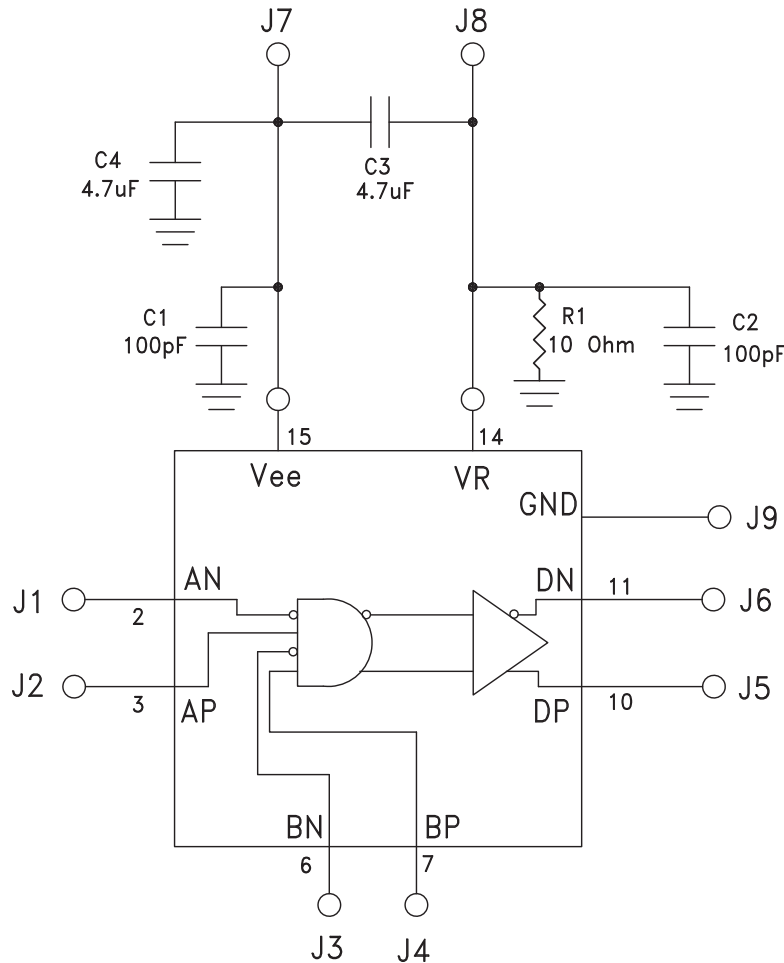 J7
J8
C4
4.7uF
C3
4.7uF
C1
100pF
R1
10 Ohm
C2
100pF
15
14
Vee
VR
GND
J9
J1
2
AN
DN
11
J6
J2
3
AP
DP
10
J5
BN
BP
6
7
J3
J4